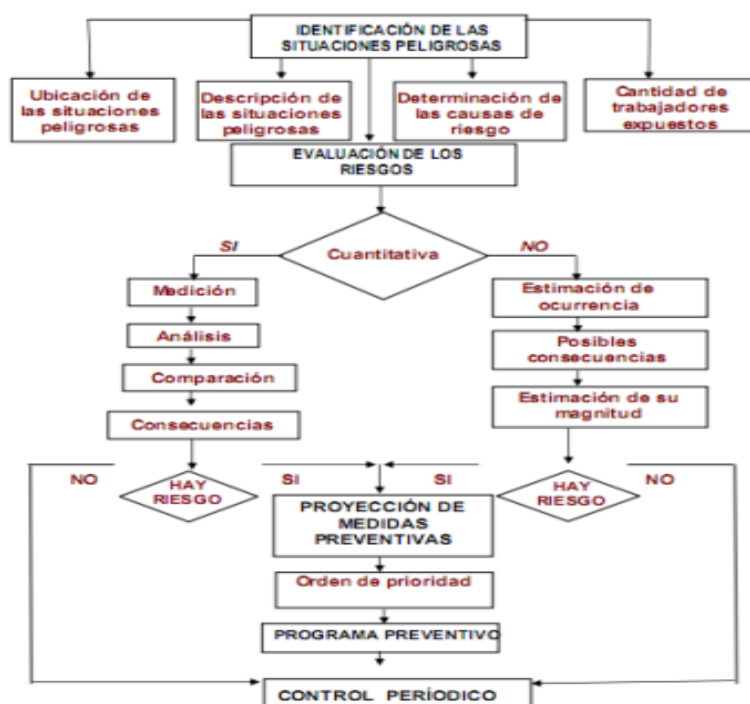 IDENTIFICACIÓN DE LAS
SITUACIONES PELIGROSAS
Ubicación de
las situaciones
peligrosas
Descripción de
las situaciones
peligrosas
Determinación de
las causas de
riesgo
Cantidad de
trabajadores
expuestos
EVALUACIÓN DE LOS
RIESGOS
SI
Cuantitativa
NO
Medición
Análisis
Comparación
Consecuencias
Estimación de
ocurrencia
Posibles
consecuencias
Estimación de su
magnitud
NO
HAY
RIESGO
SI
SI
HAY
RIESGO
NO
PROYECCIÓN DE
MEDIDAS
PREVENTIVAS
Orden de prioridad
PROGRAMA PREVENTIVO
CONTROL PERÍODICO